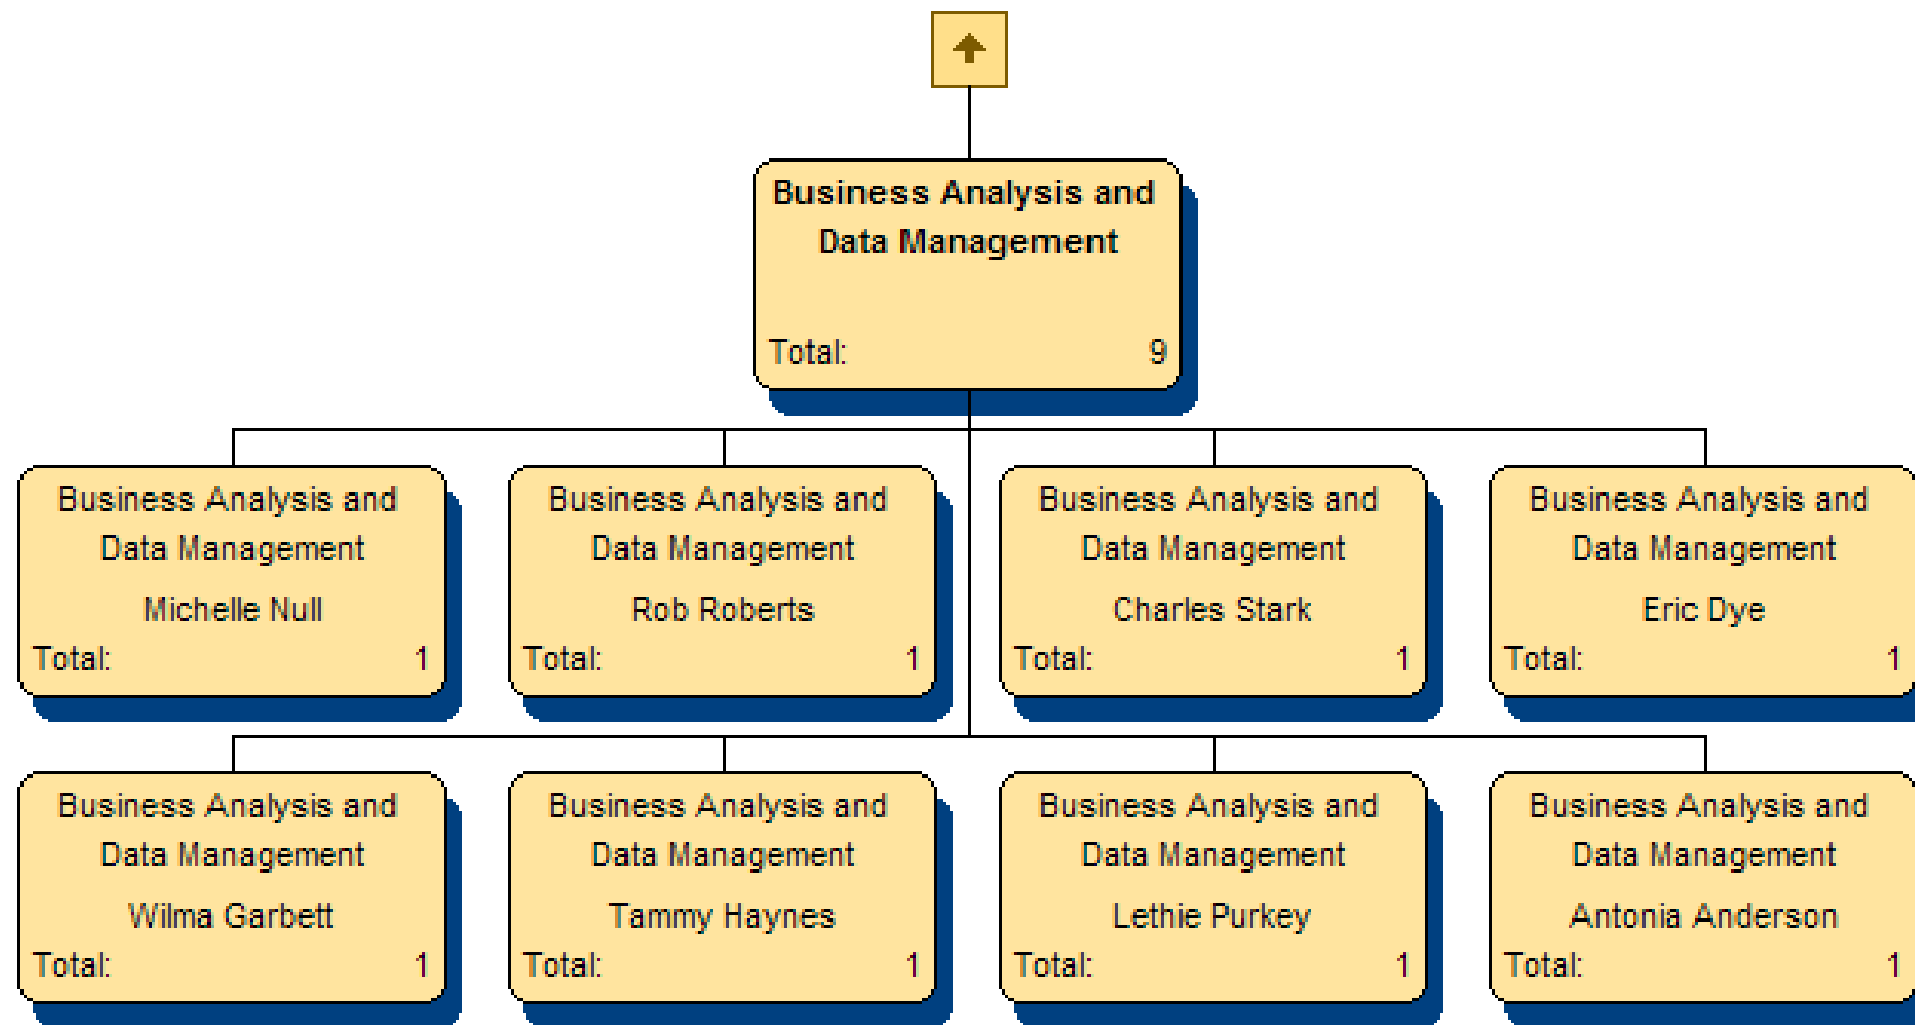 Business Analysis and
Data Management
Total: 9
Business Analysis and
Data Management
Michelle Null
Total: 1
Business Analysis and
Data Management
Rob Roberts
Total: 1
Business Analysis and
Data Management
Charles Stark
Total: 1
Business Analysis and
Data Management
Eric Dye
Total: 1
Business Analysis and
Data Management
Wilma Garbett
Total: 1
Business Analysis and
Data Management
Tammy Haynes
Total: 1
Business Analysis and
Data Management
Lethie Purkey
Total: 1
Business Analysis and
Data Management
Antonia Anderson
Total: 1